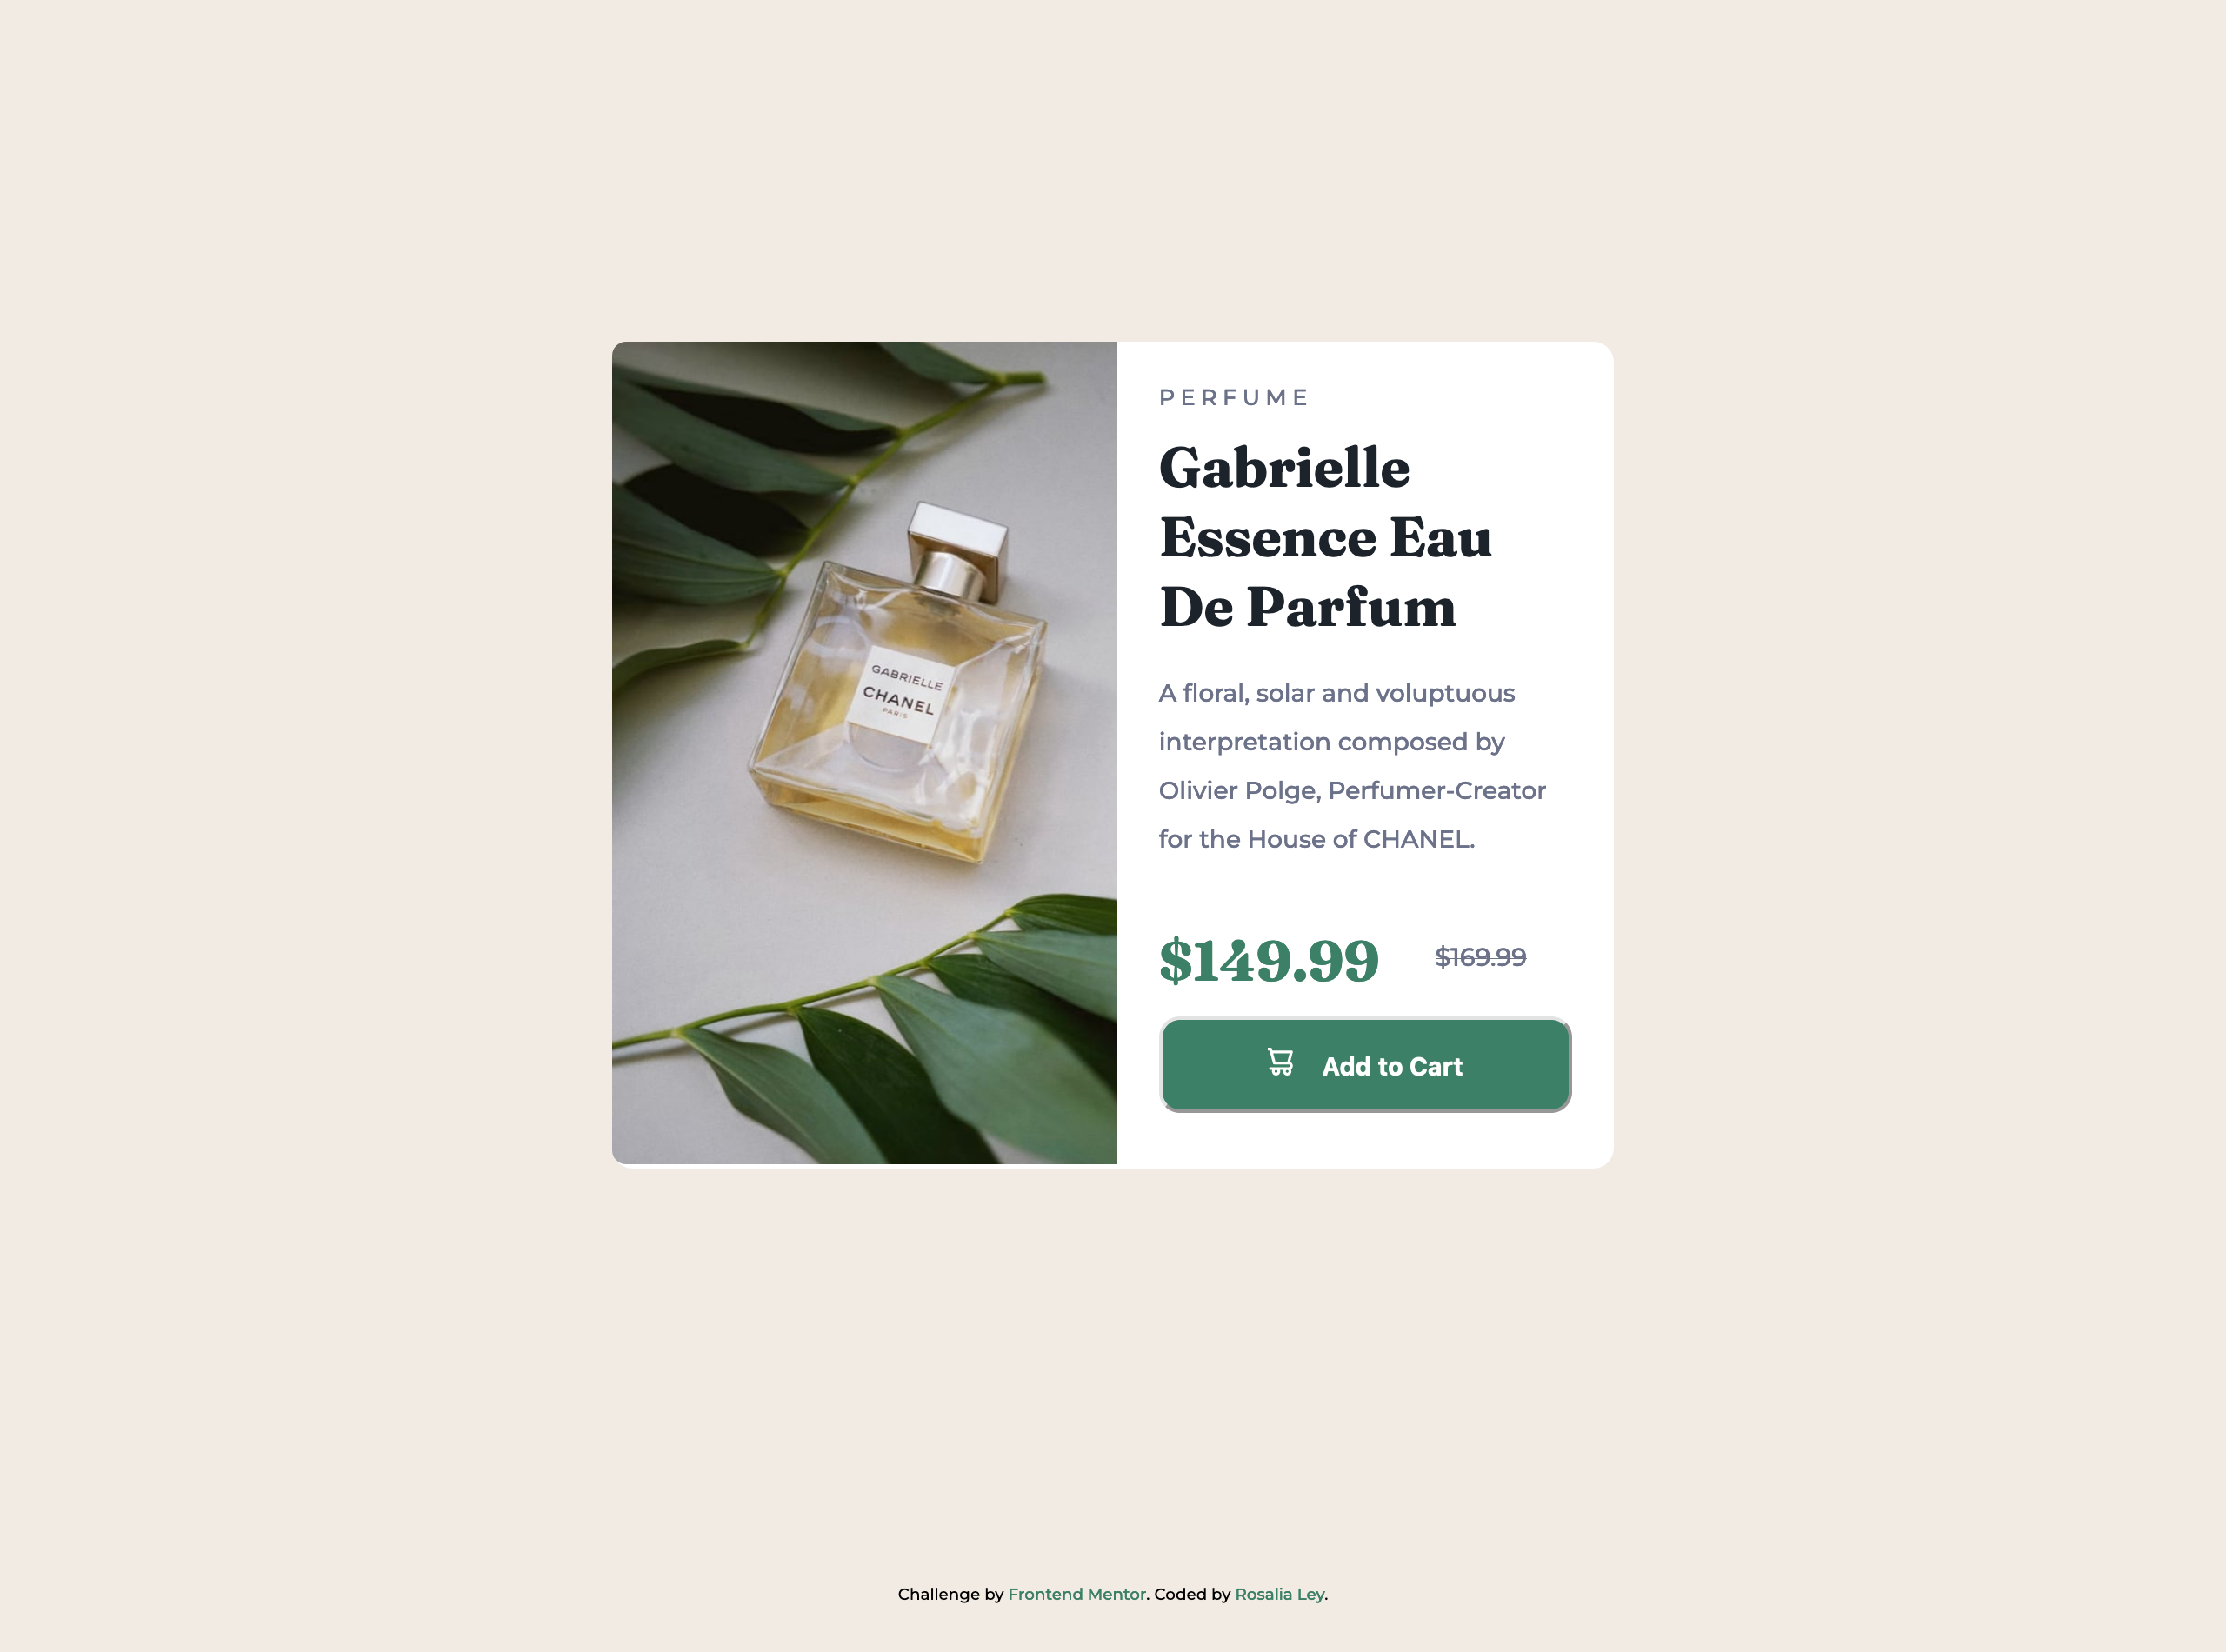 GABRIELLE
CHANEL
PARIS
PERFUME
Gabrielle
Essence Eau
De Parfum
A floral, solar and voluptuous
interpretation composed by
Olivier Polge, Perfumer-Creator
for the House of CHANEL.
$149.99 $169.99
Add to Cart
Challenge by Frontend Mentor. Coded by Rosalia Ley.